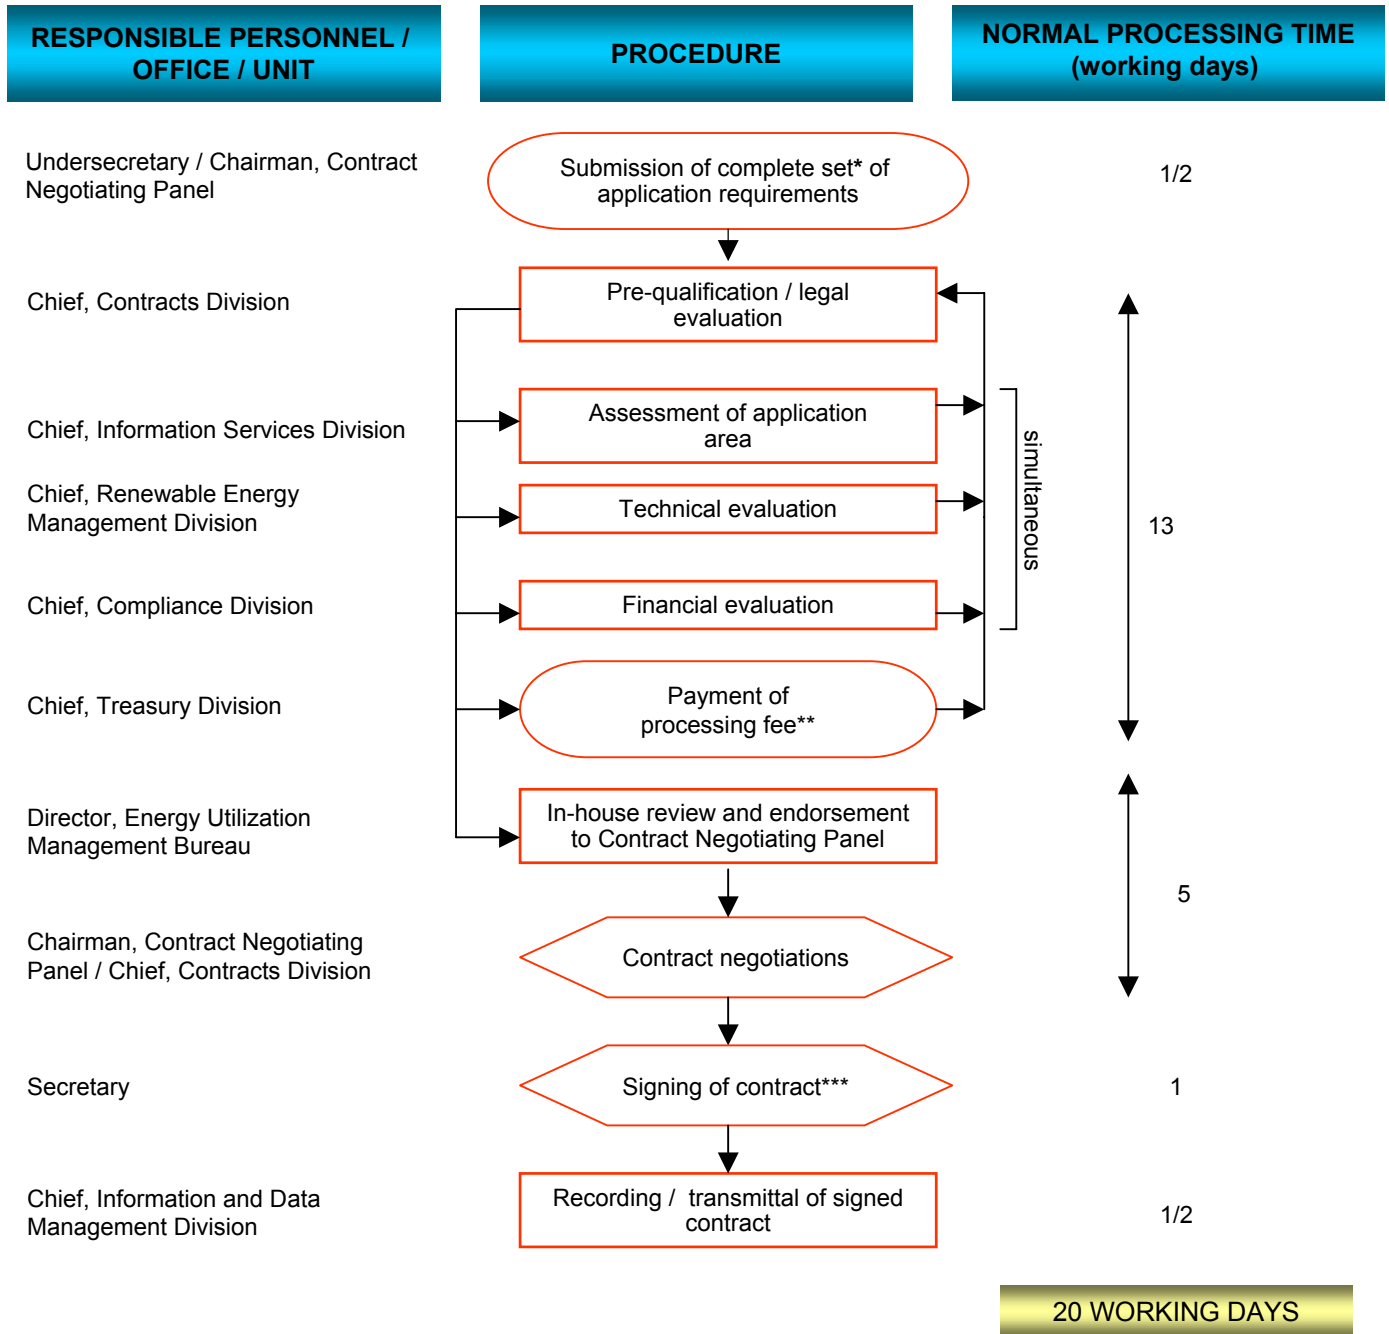 RESPONSIBLE PERSONNEL /
OFFICE / UNIT
PROCEDURE
NORMAL PROCESSING TIME
(working days)
Undersecretary / Chairman, Contract
Negotiating Panel
Submission of complete set* of
application requirements
1/2
Chief, Contracts Division
Pre-qualification / legal
evaluation
Chief, Information Services Division
Assessment of application
area
simultaneous
Chief, Renewable Energy
Management Division
Technical evaluation
13
Chief, Compliance Division
Financial evaluation
Chief, Treasury Division
Payment of
processing fee**
Director, Energy Utilization
Management Bureau
In-house review and endorsement
to Contract Negotiating Panel
5
Chairman, Contract Negotiating
Panel / Chief, Contracts Division
Contract negotiations
Secretary
Signing of contract***
1
Chief, Information and Data
Management Division
Recording /  transmittal of signed
contract
1/2
20 WORKING DAYS